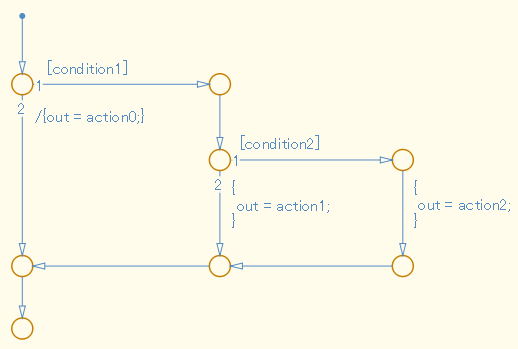 [condition1]
1
2
/{out = action0;}
[condition2]
1
2
{
out = action1;
}
{
out = action2;
}